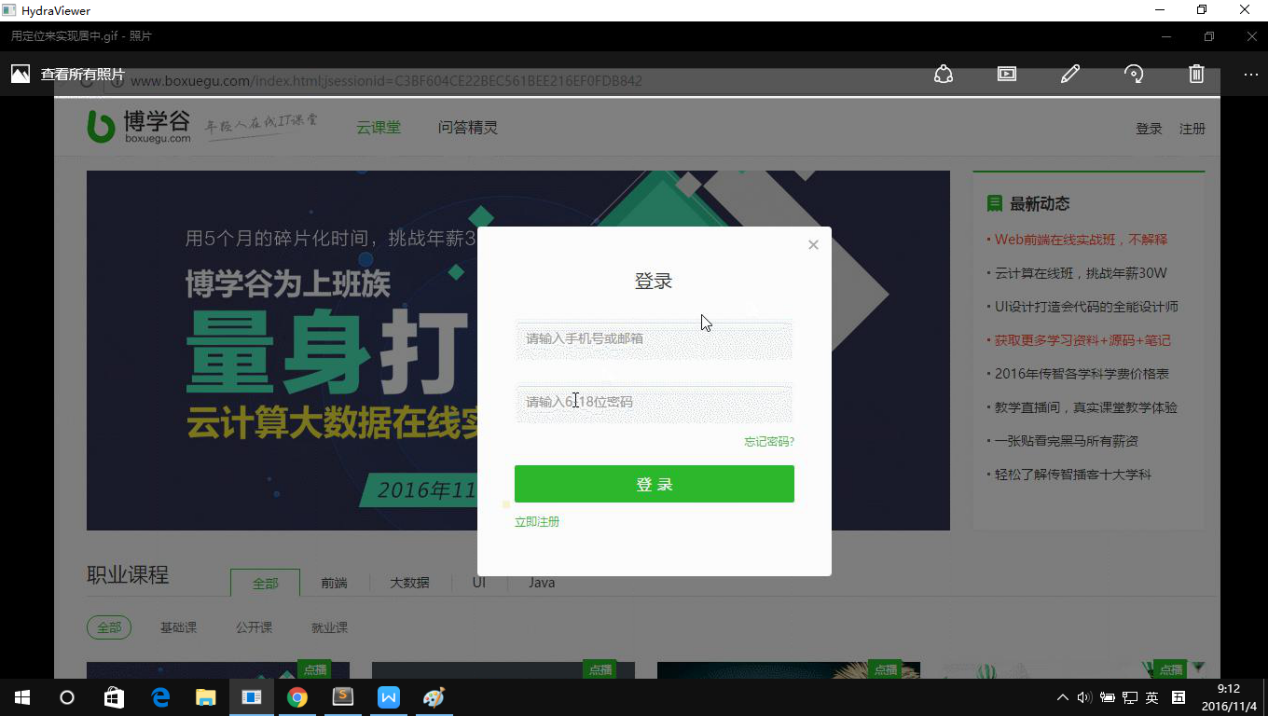 HydraViewer
用定位来实现居中.gif - 照片
查看所有照片
www.boxuegu.com/index.html;jsessionid=C3BF604CE22BEC561BEE216EF0FDB842
博学谷
boxuegu.com
年轻人在线IT课堂
云课堂 问答精灵
登录 注册
用5个月的碎片化时间，挑战年薪3
博学谷为上班族
量身打
云计算大数据在线实
2016年11
最新动态
• Web前端在线实战班，不解释
• 云计算在线班，挑战年薪30W
• UI设计打造会代码的全能设计师
• 获取更多学习资料+源码+笔记
• 2016年传智各学科学费价格表
• 教学直播间，真实课堂教学体验
• 一张贴看完黑马所有薪资
• 轻松了解传智播客十大学科
登录
请输入手机号或邮箱
请输入6-18位密码
忘记密码?
登 录
立即注册
职业课程
全部 前端 大数据 UI Java
全部 基础课 公开课 就业课
点播 点播 点播 点播
英 五
9:12
2016/11/4